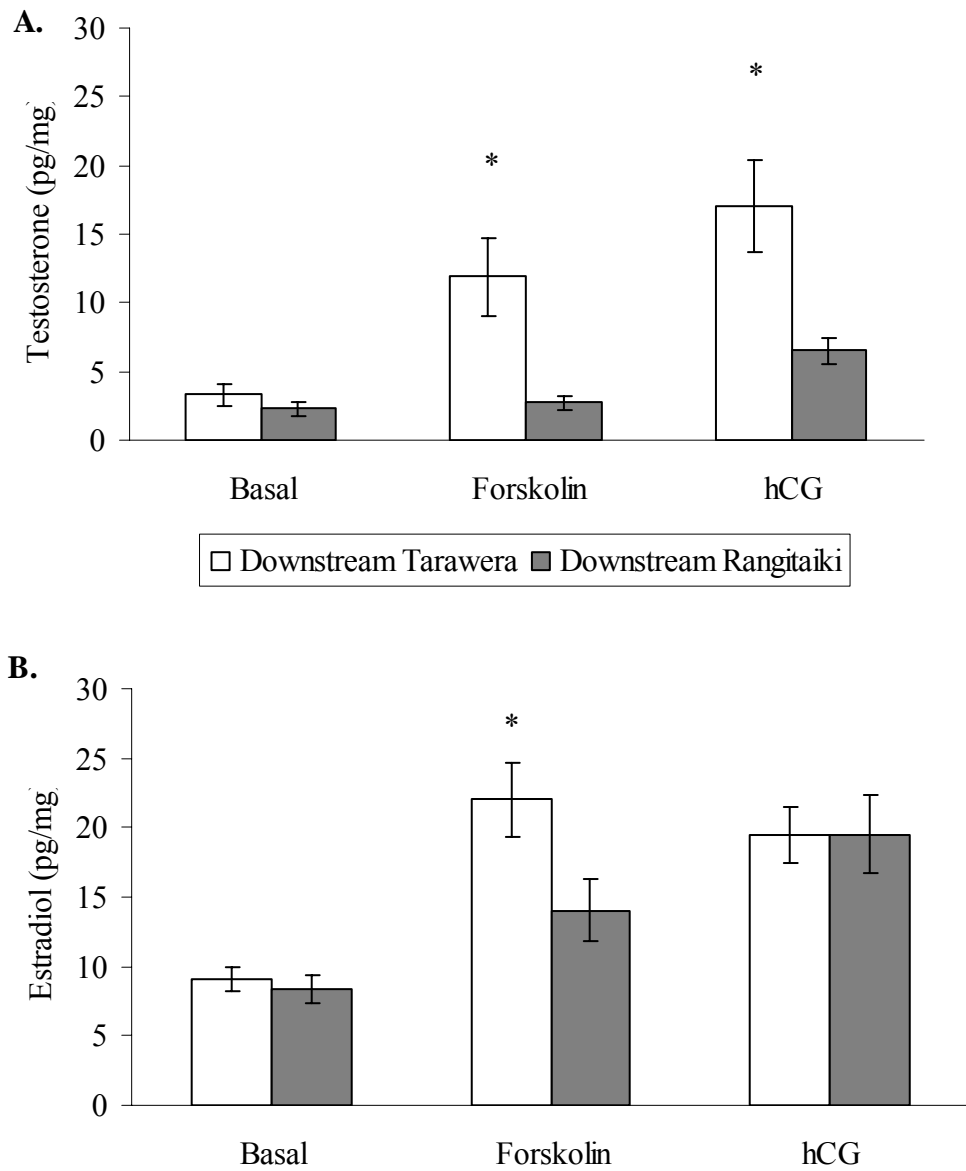 A.
30
25
20
15
10
5
0
Testosterone (pg/mg)
*
*
Basal Forskolin hCG
Downstream Tarawera Downstream Rangitaiki
B.
30
25
20
15
10
5
0
Estradiol (pg/mg)
*
Basal Forskolin hCG